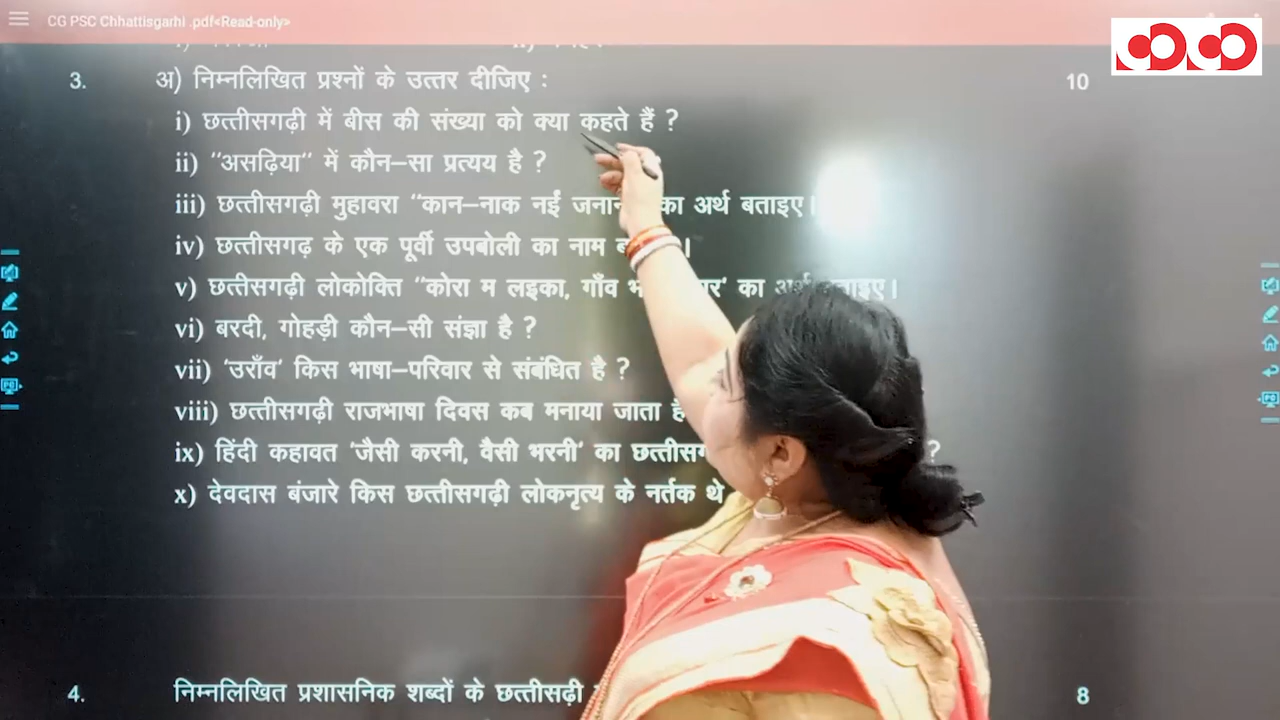 CG PSC Chhattisgarhi .pdf<Read-only>
3. अ) निम्नलिखित प्रश्नों के उत्तर दीजिए : 10
i) छत्तीसगढ़ी में बीस की संख्या को क्या कहते हैं ?
ii) “असढ़िया” में कौन–सा प्रत्यय है ?
iii) छत्तीसगढ़ी मुहावरा “कान–नाक नईं का अर्थ बताइए।
iv) छत्तीसगढ़ के एक पूर्वी उपबोली का नाम
v) छत्तीसगढ़ी लोकोक्ति “कोरा म लइका, गाँव का
vi) बरदी, गोहड़ी कौन–सी संज्ञा है ?
vii) ‘उराँव’ किस भाषा–परिवार से संबंधित है ?
viii) छत्तीसगढ़ी राजभाषा दिवस कब मनाया जाता
ix) हिंदी कहावत ‘जैसी करनी, वैसी भरनी’ का ?
x) देवदास बंजारे किस छत्तीसगढ़ी लोकनृत्य के नर्तक थे
4. निम्नलिखित प्रशासनिक शब्दों के छत्तीसढ़ी 8